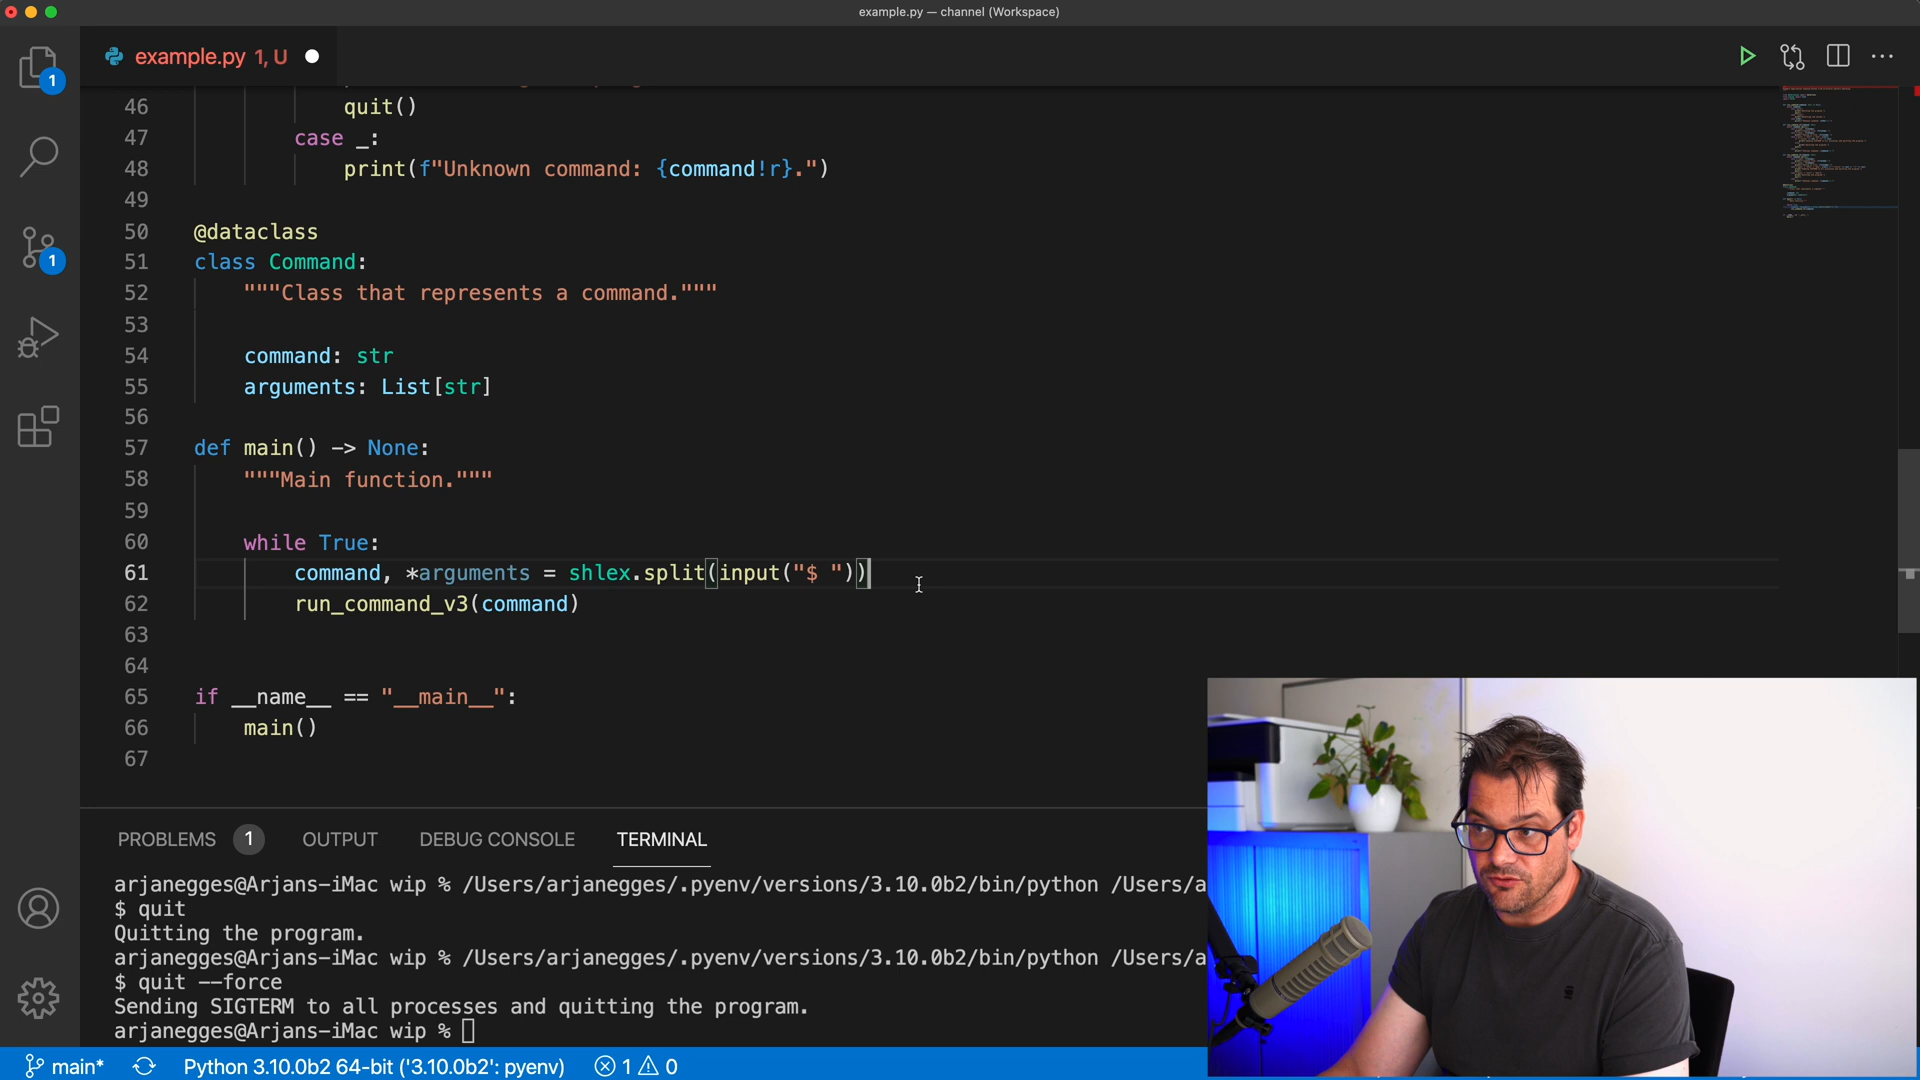 example.py — channel (Workspace)
1
example.py 1, U
46 quit()
47 case _:
48 print(f"Unknown command: {command!r}.")
49
50 @dataclass
51 class Command:
52 """Class that represents a command."""
53
54 command: str
55 arguments: List[str]
56
57 def main() -> None:
58 """Main function."""
59
60 while True:
61 command, *arguments = shlex.split(input("$ "))
62 run_command_v3(command)
63
64
65 if __name__ == "__main__":
66 main()
67
1
PROBLEMS 1 OUTPUT DEBUG CONSOLE TERMINAL
arjanegges@Arjans-iMac wip % /Users/arjanegges/.pyenv/versions/3.10.0b2/bin/python /Users/a
$ quit
Quitting the program.
arjanegges@Arjans-iMac wip % /Users/arjanegges/.pyenv/versions/3.10.0b2/bin/python /Users/a
$ quit --force
Sending SIGTERM to all processes and quitting the program.
arjanegges@Arjans-iMac wip %
main* Python 3.10.0b2 64-bit ('3.10.0b2': pyenv) 1 0